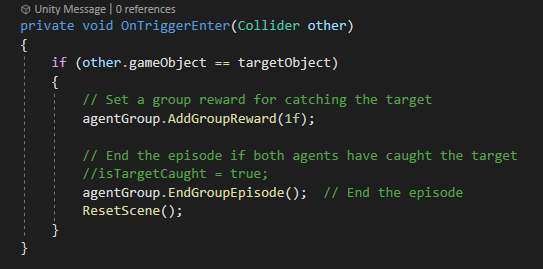 Unity Message | 0 references
private void OnTriggerEnter(Collider other)
{
if (other.gameObject == targetObject)
{
// Set a group reward for catching the target
agentGroup.AddGroupReward(1f);
// End the episode if both agents have caught the target
//isTargetCaught = true;
agentGroup.EndGroupEpisode();  // End the episode
ResetScene();
}
}